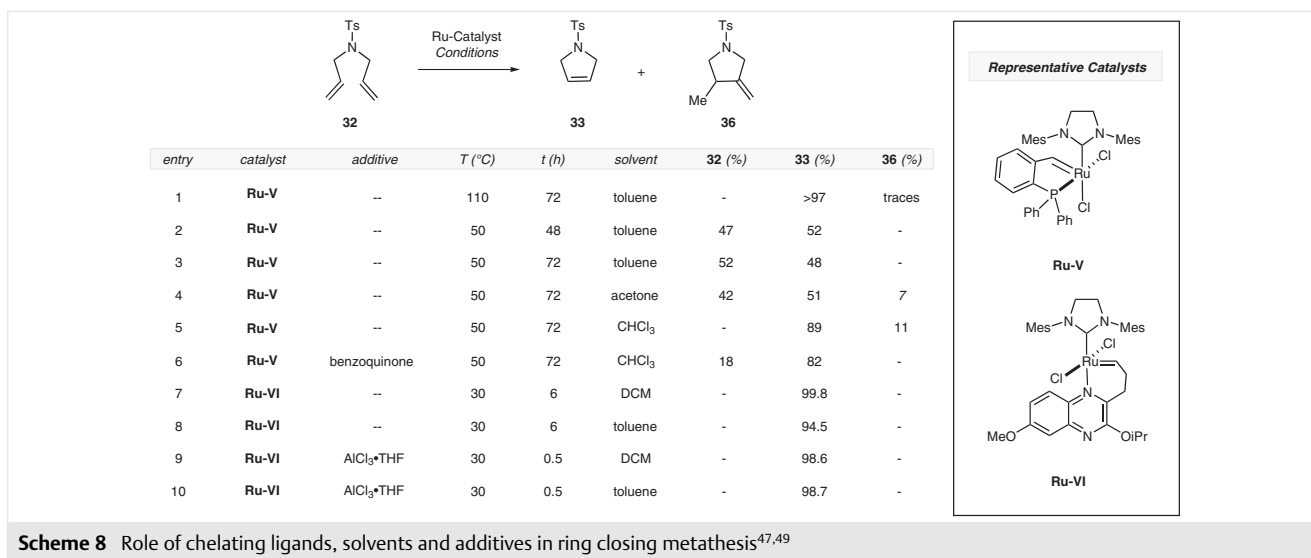 Ts
N
32
Ru-Catalyst
Conditions
Ts
N
33
+
Ts
N
Me
36
entry catalyst additive T (°C) t (h) solvent 32 (%) 33 (%) 36 (%)
1 Ru-V -- 110 72 toluene - >97 traces
2 Ru-V -- 50 48 toluene 47 52 -
3 Ru-V -- 50 72 toluene 52 48 -
4 Ru-V -- 50 72 acetone 42 51 7
5 Ru-V -- 50 72 CHCl₃ - 89 11
6 Ru-V benzoquinone 50 72 CHCl₃ 18 82 -
7 Ru-VI -- 30 6 DCM - 99.8 -
8 Ru-VI -- 30 6 toluene - 94.5 -
9 Ru-VI AlCl₃•THF 30 0.5 DCM - 98.6 -
10 Ru-VI AlCl₃•THF 30 0.5 toluene - 98.7 -
Representative Catalysts
Mes N N Mes
Cl
Ru
P
Cl
Ph Ph
Ru-V
Mes N N Mes
Cl
Ru
Cl
N
MeO N OiPr
Ru-VI
Scheme 8 Role of chelating ligands, solvents and additives in ring closing metathesis⁴⁷,⁴⁹